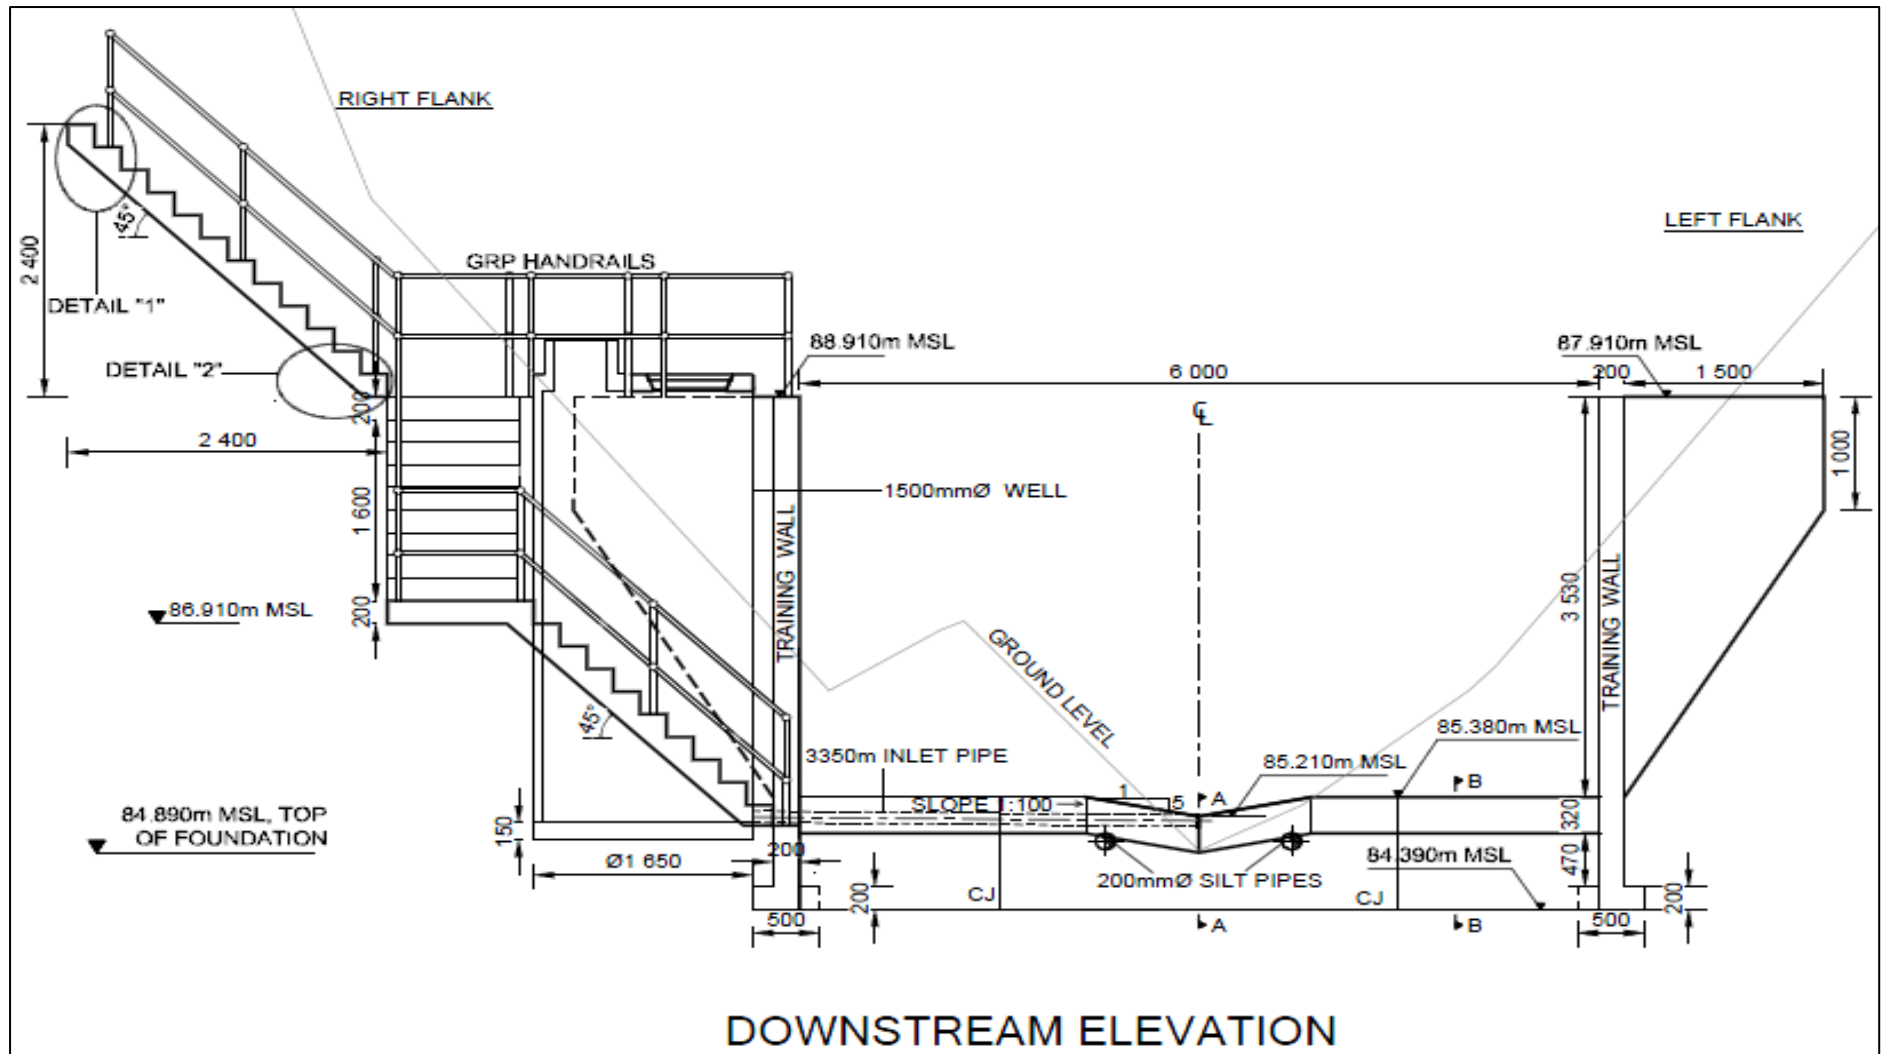 RIGHT FLANK
LEFT FLANK
2 400
45°
GRP HANDRAILS
DETAIL "1"
DETAIL "2"
88.910m MSL
87.910m MSL
6 000
200
1 500
℄
200
2 400
1 000
1500mmØ WELL
1 600
TRAINING WALL
3 530
TRAINING WALL
86.910m MSL
200
GROUND LEVEL
45°
85.380m MSL
3350m INLET PIPE
85.210m MSL
B
1
SLOPE 1:100
5
A
84.890m MSL, TOP
OF FOUNDATION
150
320
200
Ø1 650
84.390m MSL
470
200mmØ SILT PIPES
200
CJ
CJ
200
500
500
A
B
DOWNSTREAM ELEVATION